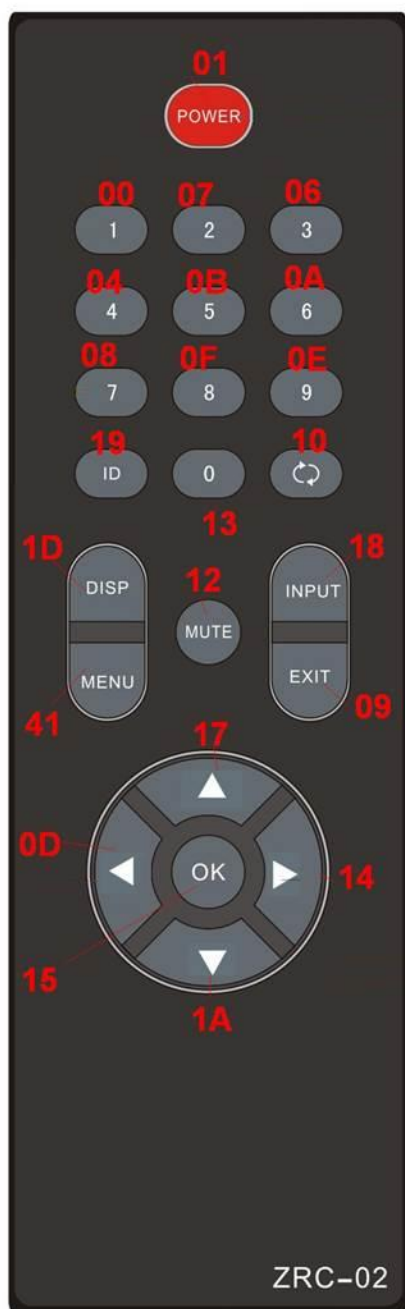 01
POWER
00 07 06
1 2 3
04 0B 0A
4 5 6
08 0F 0E
7 8 9
19 10
ID 0
13
1D 12 18
DISP INPUT
MUTE
MENU EXIT
41 09
17
0D OK 14
15
1A
ZRC-02